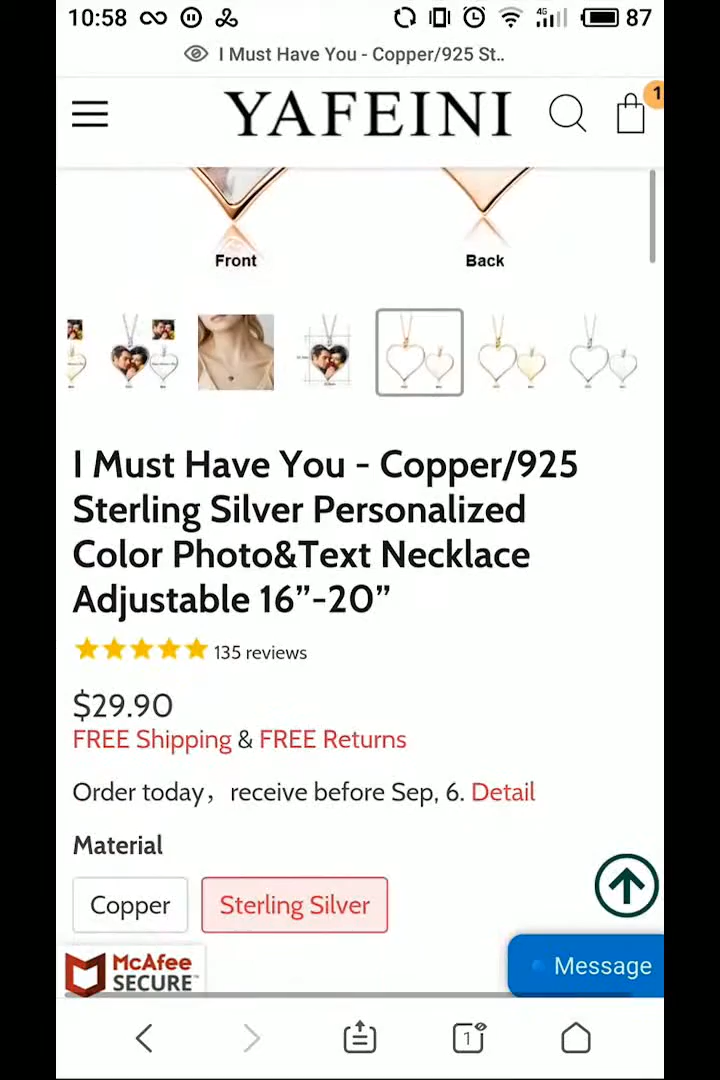 10:58
4G
87
I Must Have You - Copper/925 St..
YAFEINI
1
Front
Back
I Must Have You - Copper/925
Sterling Silver Personalized
Color Photo&Text Necklace
Adjustable 16”-20”
135 reviews
$29.90
FREE Shipping & FREE Returns
Order today，receive before Sep, 6. Detail
Material
Copper
Sterling Silver
McAfee
SECURE™
Message
1